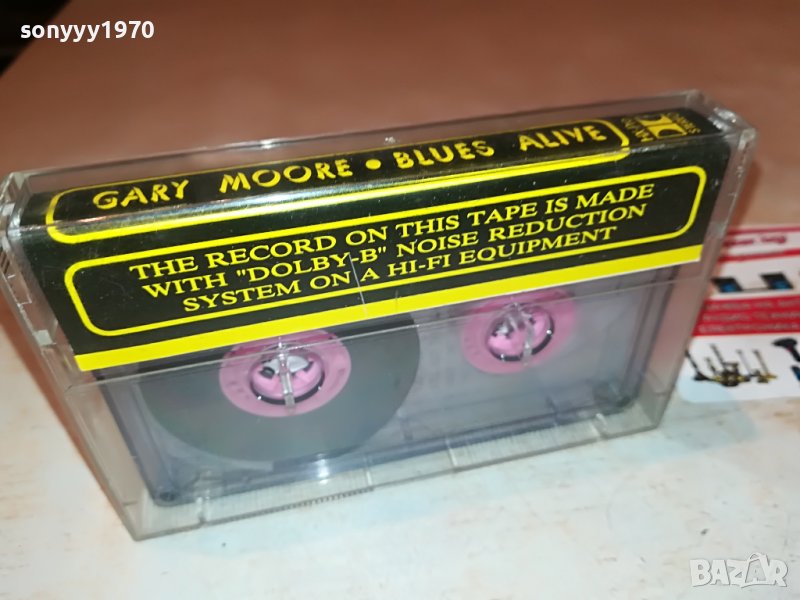 sonyyy1970
GARY MOORE • BLUES ALIVE
THE RECORD ON THIS TAPE IS MADE
WITH "DOLBY-B" NOISE REDUCTION
SYSTEM ON A HI-FI EQUIPMENT
BAZAR